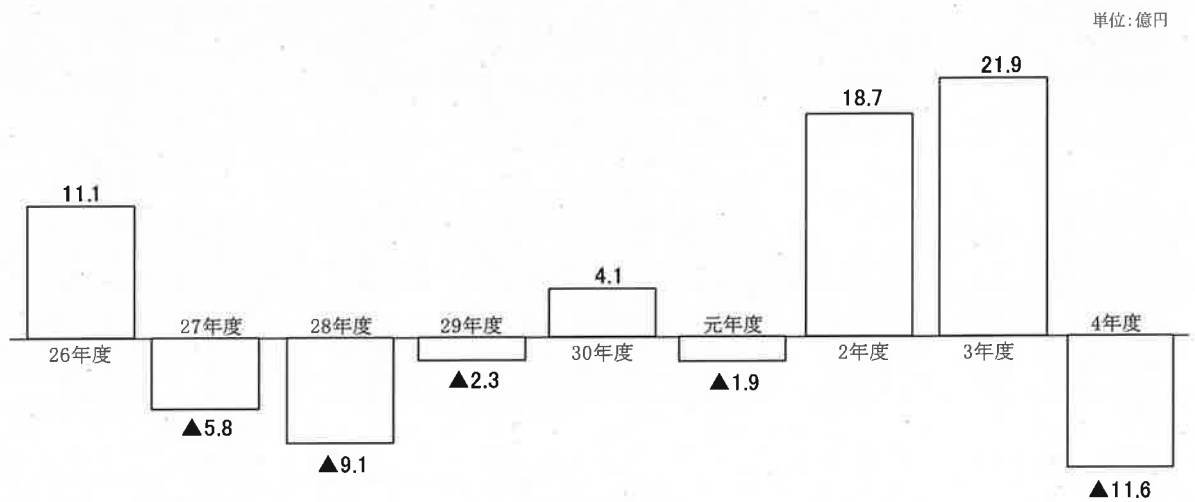 単位:億円
21.9
18.7
11.1
4.1
27年度
28年度
29年度
元年度
4年度
26年度
30年度
2年度
3年度
▲2.3
▲1.9
▲5.8
▲9.1
▲11.6